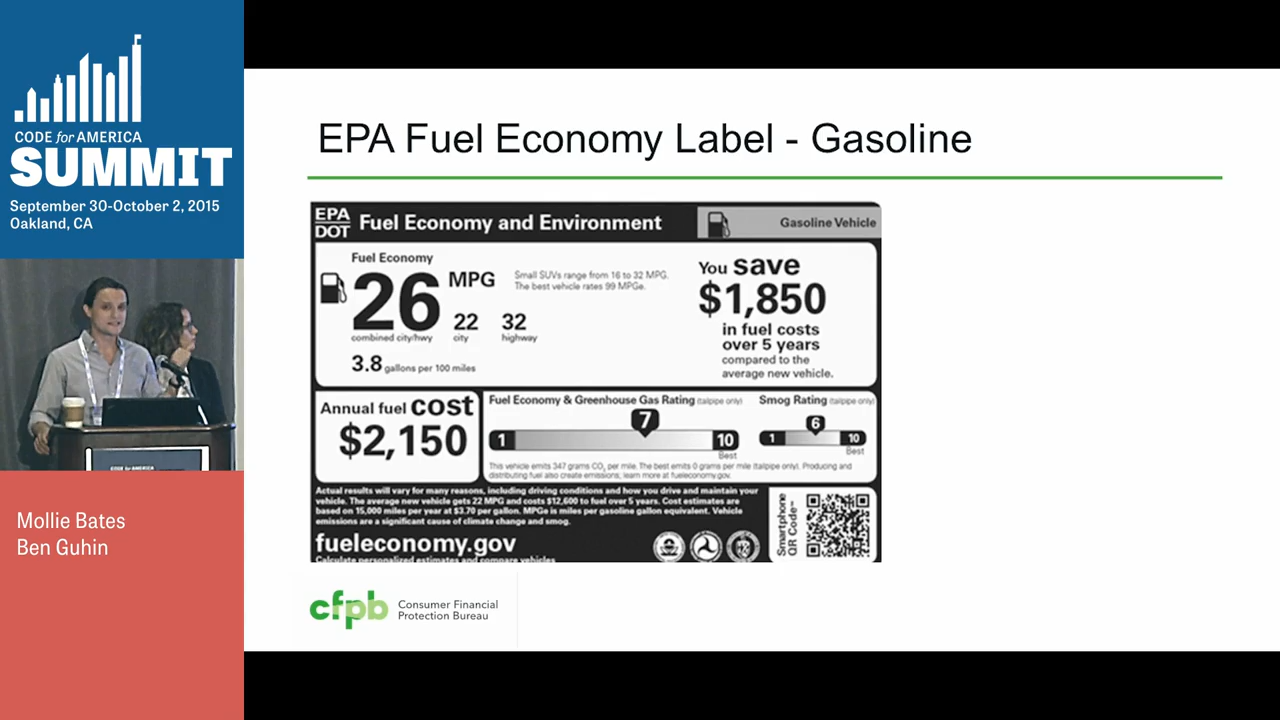 CODE for AMERICA
SUMMIT
September 30-October 2, 2015
Oakland, CA
Mollie Bates
Ben Guhin
EPA Fuel Economy Label - Gasoline
EPA
DOT
Fuel Economy and Environment
Gasoline Vehicle
Fuel Economy
26 MPG
combined city/hwy
22
city
32
highway
Small SUVs range from 16 to 32 MPG.
The best vehicle rates 99 MPGe.
3.8 gallons per 100 miles
You save
$1,850
in fuel costs
over 5 years
compared to the
average new vehicle.
Annual fuel cost
$2,150
Fuel Economy & Greenhouse Gas Rating (tailpipe only)
7
1
10
Best
Smog Rating (tailpipe only)
6
1
10
Best
This vehicle emits 347 grams CO2 per mile. The best emits 0 grams per mile (tailpipe only). Producing and
distributing fuel also create emissions; learn more at fueleconomy.gov.
Actual results will vary for many reasons, including driving conditions and how you drive and maintain your
vehicle. The average new vehicle gets 22 MPG and costs $12,600 to fuel over 5 years. Cost estimates are
based on 15,000 miles per year at $3.70 per gallon. MPGe is miles per gasoline gallon equivalent. Vehicle
emissions are a significant cause of climate change and smog.
fueleconomy.gov
Calculate personalized estimates and compare vehicles
Smartphone
QR Code™
cfpb
Consumer Financial
Protection Bureau